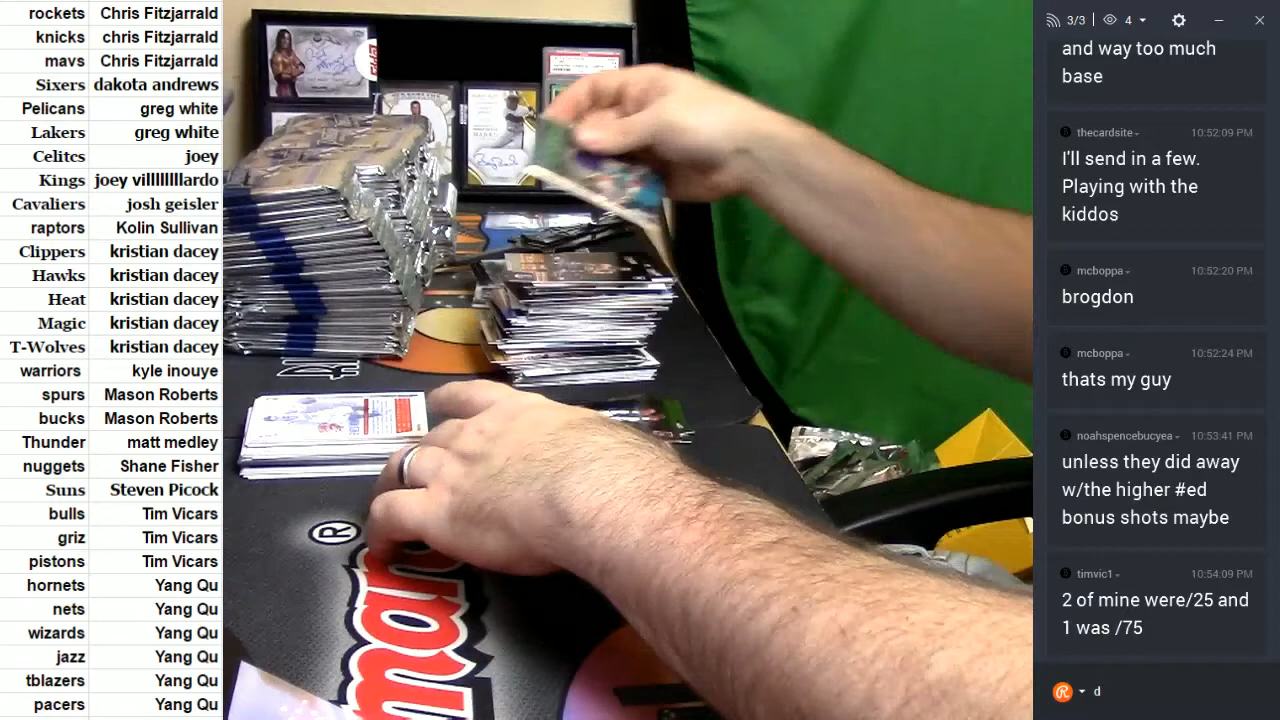 rockets Chris Fitzjarrald
knicks chris Fitzjarrald
mavs Chris Fitzjarrald
Sixers dakota andrews
Pelicans greg white
Lakers greg white
Celitcs joey
Kings joey villlllllardo
Cavaliers josh geisler
raptors Kolin Sullivan
Clippers kristian dacey
Hawks kristian dacey
Heat kristian dacey
Magic kristian dacey
T-Wolves kristian dacey
warriors kyle inouye
spurs Mason Roberts
bucks Mason Roberts
Thunder matt medley
nuggets Shane Fisher
Suns Steven Picock
bulls Tim Vicars
griz Tim Vicars
pistons Tim Vicars
hornets Yang Qu
nets Yang Qu
wizards Yang Qu
jazz Yang Qu
tblazers Yang Qu
pacers Yang Qu
®
man
3/3 4
and way too much
base
thecardsite 10:52:09 PM
I'll send in a few.
Playing with the
kiddos
mcboppa 10:52:20 PM
brogdon
mcboppa 10:52:24 PM
thats my guy
noahspencebucyea 10:53:41 PM
unless they did away
w/the higher #ed
bonus shots maybe
timvic1 10:54:09 PM
2 of mine were/25 and
1 was /75
d